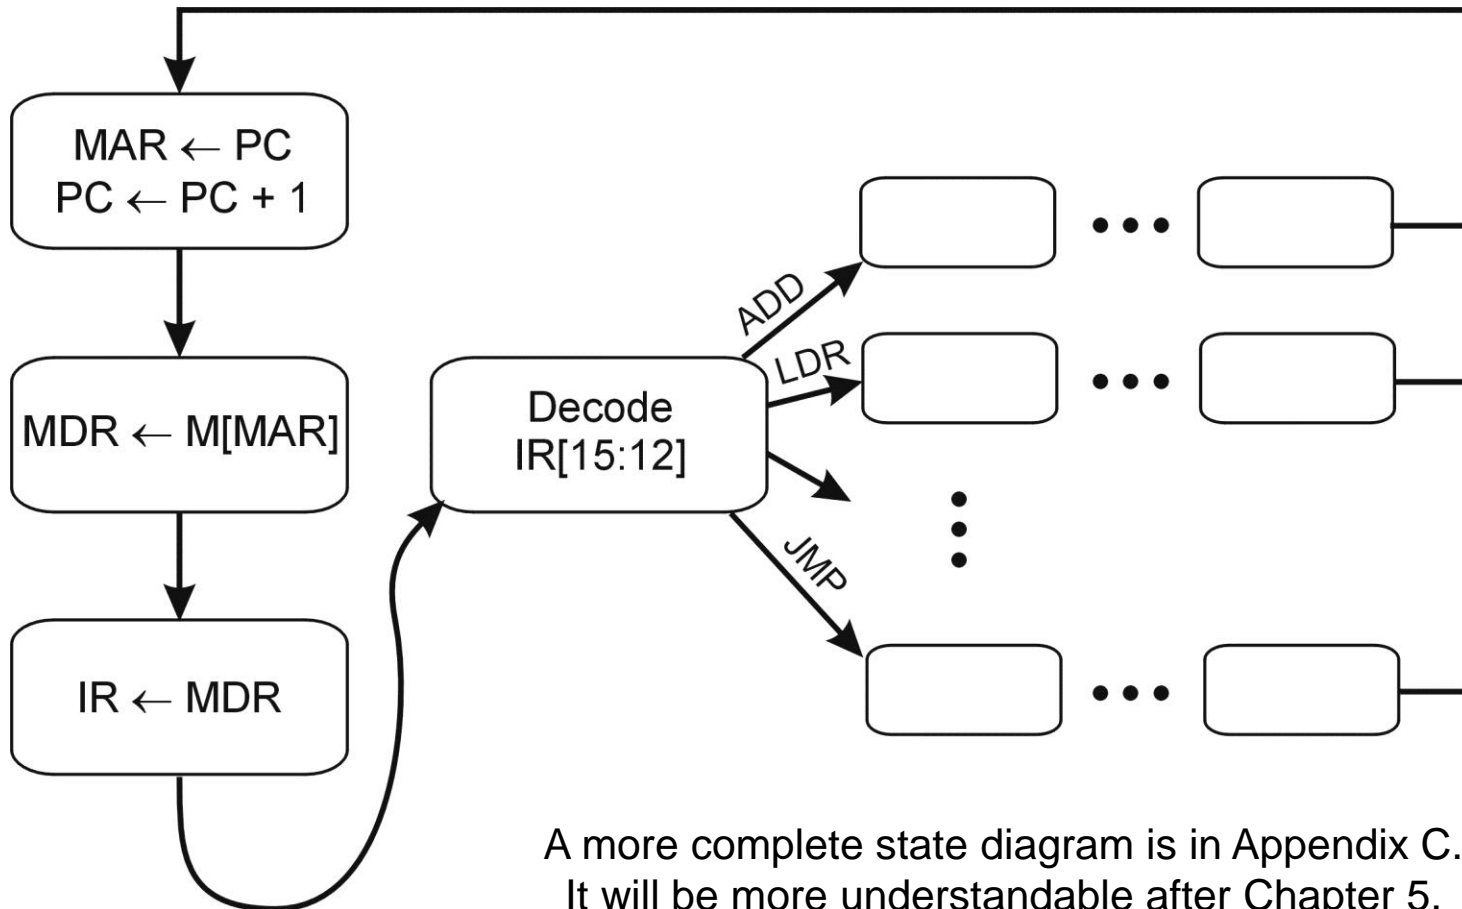 MAR ← PC
PC ← PC + 1
MDR ← M[MAR]
IR ← MDR
Decode
IR[15:12]
ADD
LDR
JMP
A more complete state diagram is in Appendix C.
It will be more understandable after Chapter 5.